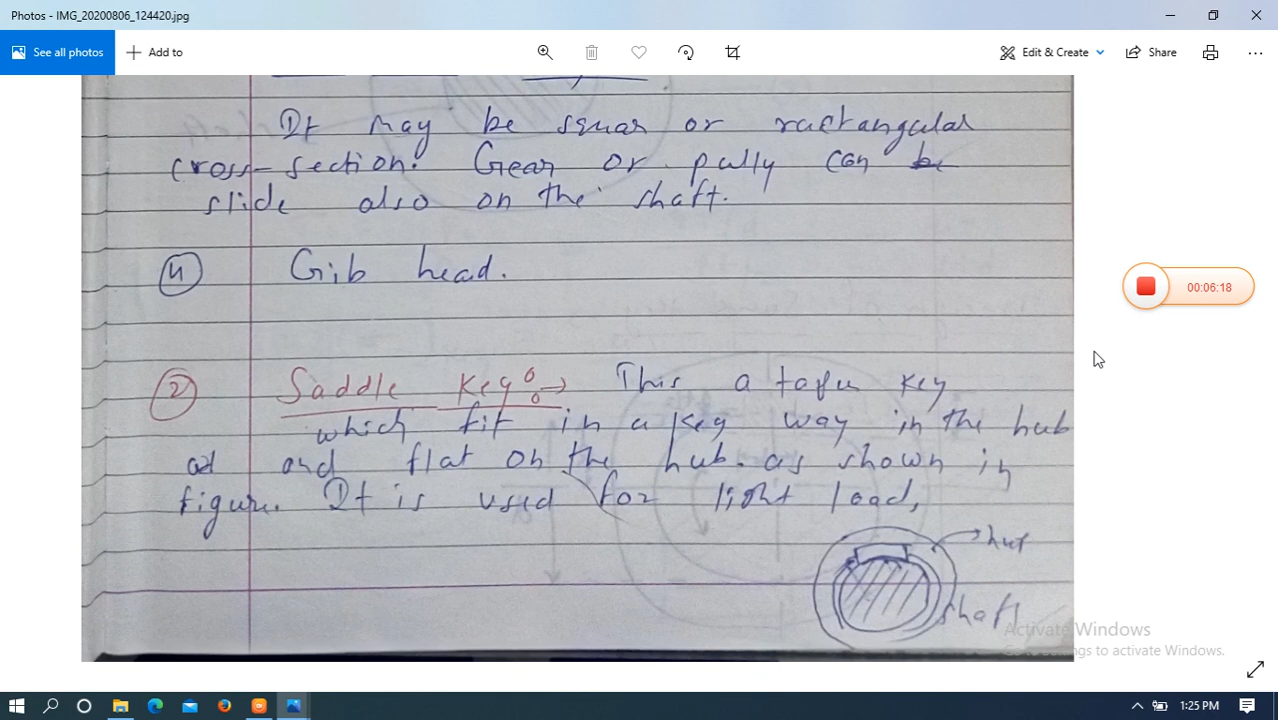 Photos - IMG_20200806_124420.jpg
See all photos
Add to
Edit & Create
Share
It may be squar or ractangular
cross-section. Gear or pully can be
slide also on the shaft.
4 Gib head.
00:06:18
2 Saddle Key:→ This a taper key
which fit in a key way in the hub
and flat on the hub. as shown in
figure. It is used for light load,
shaft
Activate Windows
Go to Settings to activate Windows.
1:25 PM